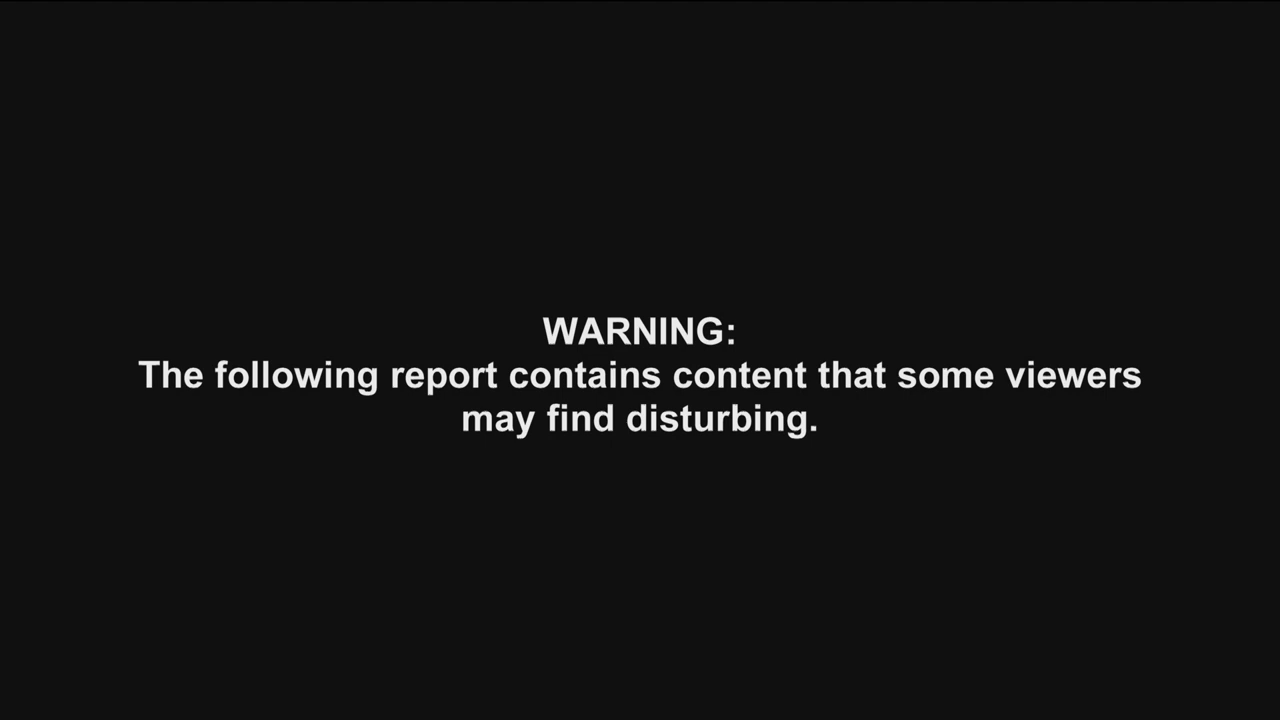 WARNING:
The following report contains content that some viewers
may find disturbing.